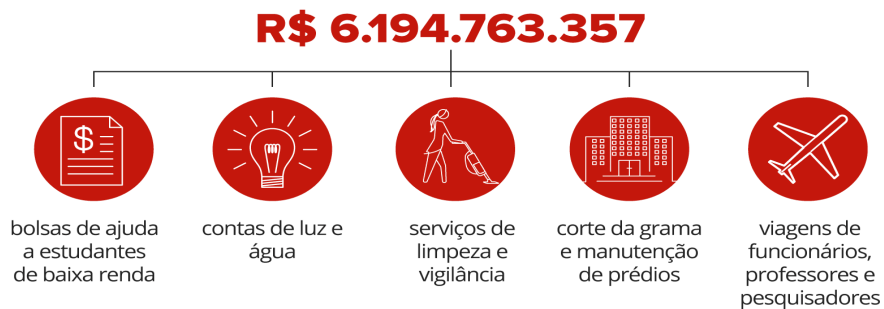 R$ 6.194.763.357
$
bolsas de ajuda
a estudantes
de baixa renda
contas de luz e
água
serviços de
limpeza e
vigilância
corte da grama
e manutenção
de prédios
viagens de
funcionários,
professores e
pesquisadores